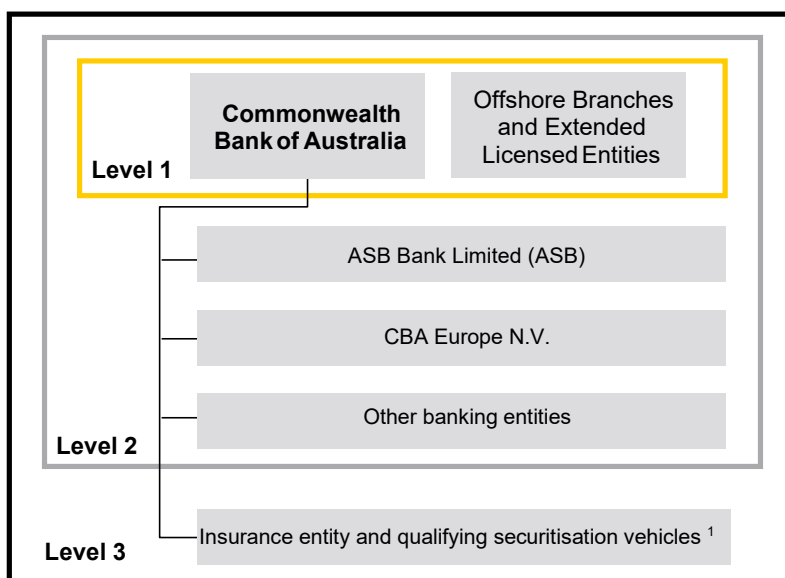 Commonwealth
Bank of Australia
Offshore Branches
and Extended
Licensed Entities
Level 1
ASB Bank Limited (ASB)
CBA Europe N.V.
Other banking entities
Level 2
Insurance entity and qualifying securitisation vehicles 1
Level 3